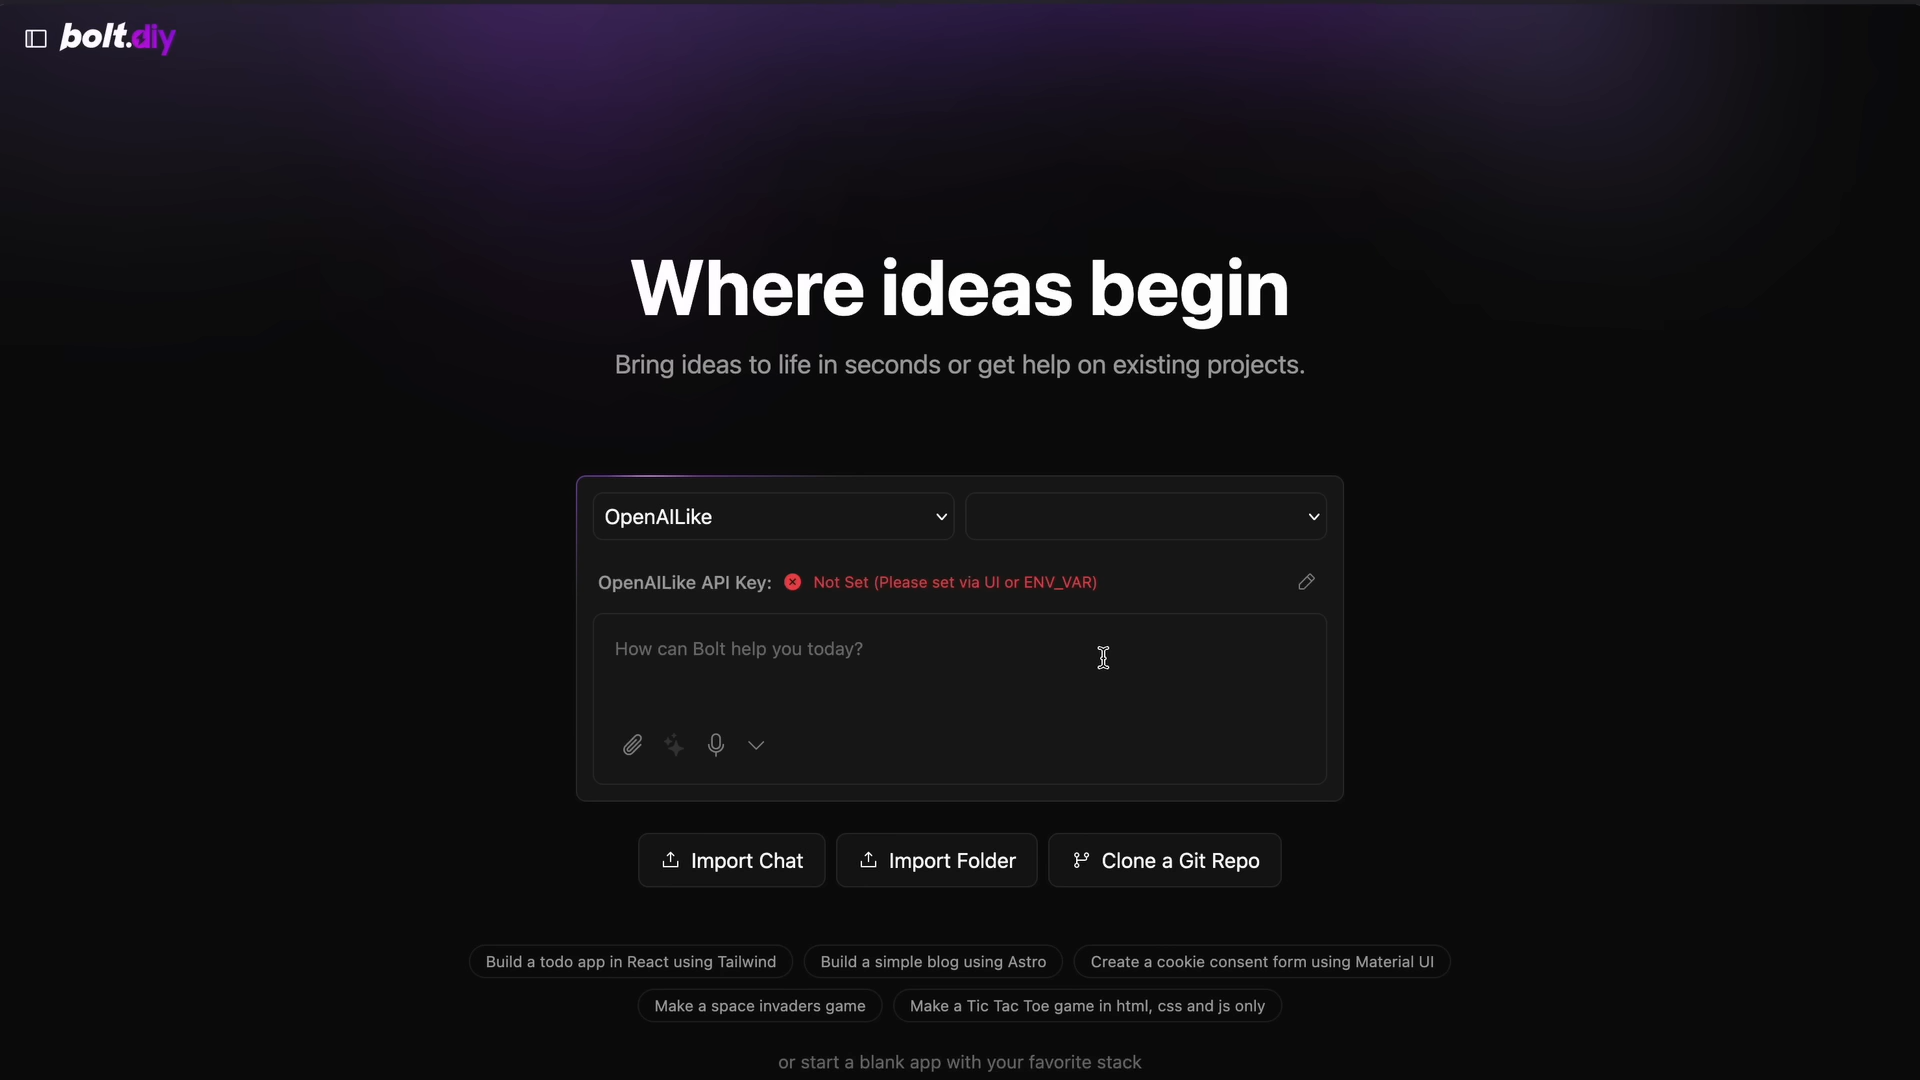 bolt.diy
Where ideas begin
Bring ideas to life in seconds or get help on existing projects.
OpenAILike
OpenAILike API Key: Not Set (Please set via UI or ENV_VAR)
How can Bolt help you today?
Import Chat Import Folder Clone a Git Repo
Build a todo app in React using Tailwind Build a simple blog using Astro Create a cookie consent form using Material UI
Make a space invaders game Make a Tic Tac Toe game in html, css and js only
or start a blank app with your favorite stack